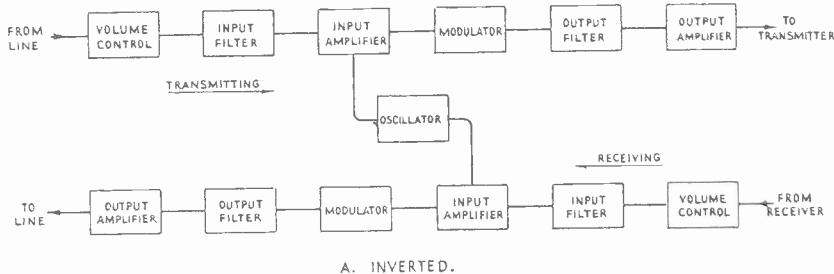 FROM LINE
VOLUME CONTROL
INPUT FILTER
INPUT AMPLIFIER
MODULATOR
OUTPUT FILTER
OUTPUT AMPLIFIER
TO TRANSMITTER
TRANSMITTING
OSCILLATOR
RECEIVING
TO LINE
OUTPUT AMPLIFIER
OUTPUT FILTER
MODULATOR
INPUT AMPLIFIER
INPUT FILTER
VOLUME CONTROL
FROM RECEIVER
A. INVERTED.